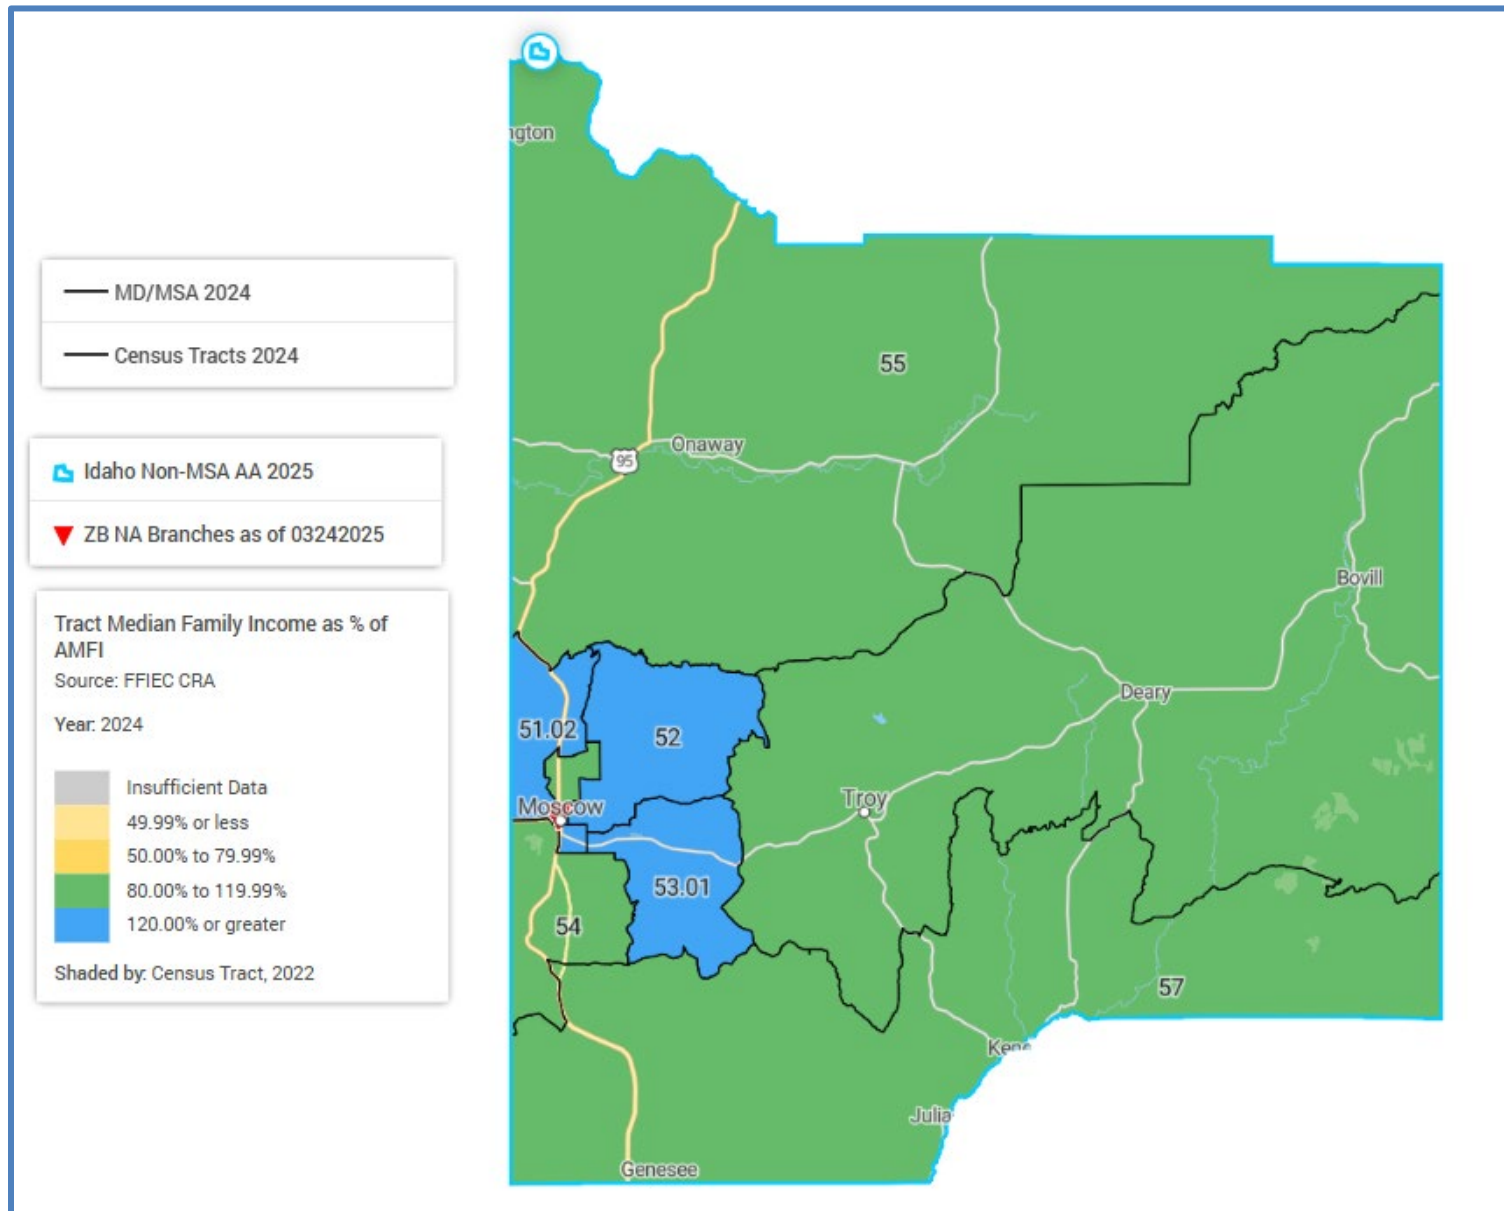 MD/MSA 2024
Census Tracts 2024
Idaho Non-MSA AA 2025
ZB NA Branches as of 03242025
Tract Median Family Income as % of
AMFI
Source: FFIEC CRA
Year: 2024
Insufficient Data
49.99% or less
50.00% to 79.99%
80.00% to 119.99%
120.00% or greater
Shaded by: Census Tract, 2022
ngton
55
Onaway
95
Bovill
Deary
51.02
52
Moscow
Troy
53.01
54
57
Julia
Genesee